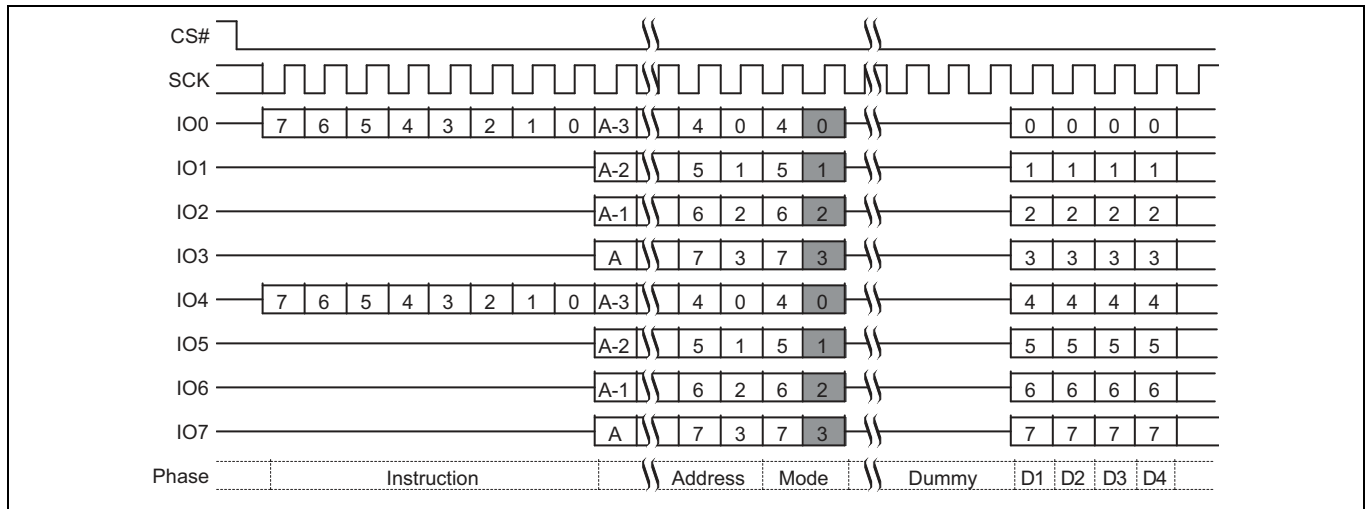 CS#
SCK
IO0 7 6 5 4 3 2 1 0 A-3 4 0 4 0 0 0 0 0
IO1 A-2 5 1 5 1 1 1 1 1
IO2 A-1 6 2 6 2 2 2 2 2
IO3 A 7 3 7 3 3 3 3 3
IO4 7 6 5 4 3 2 1 0 A-3 4 0 4 0 4 4 4 4
IO5 A-2 5 1 5 1 5 5 5 5
IO6 A-1 6 2 6 2 6 6 6 6
IO7 A 7 3 7 3 7 7 7 7
Phase Instruction Address Mode Dummy D1 D2 D3 D4